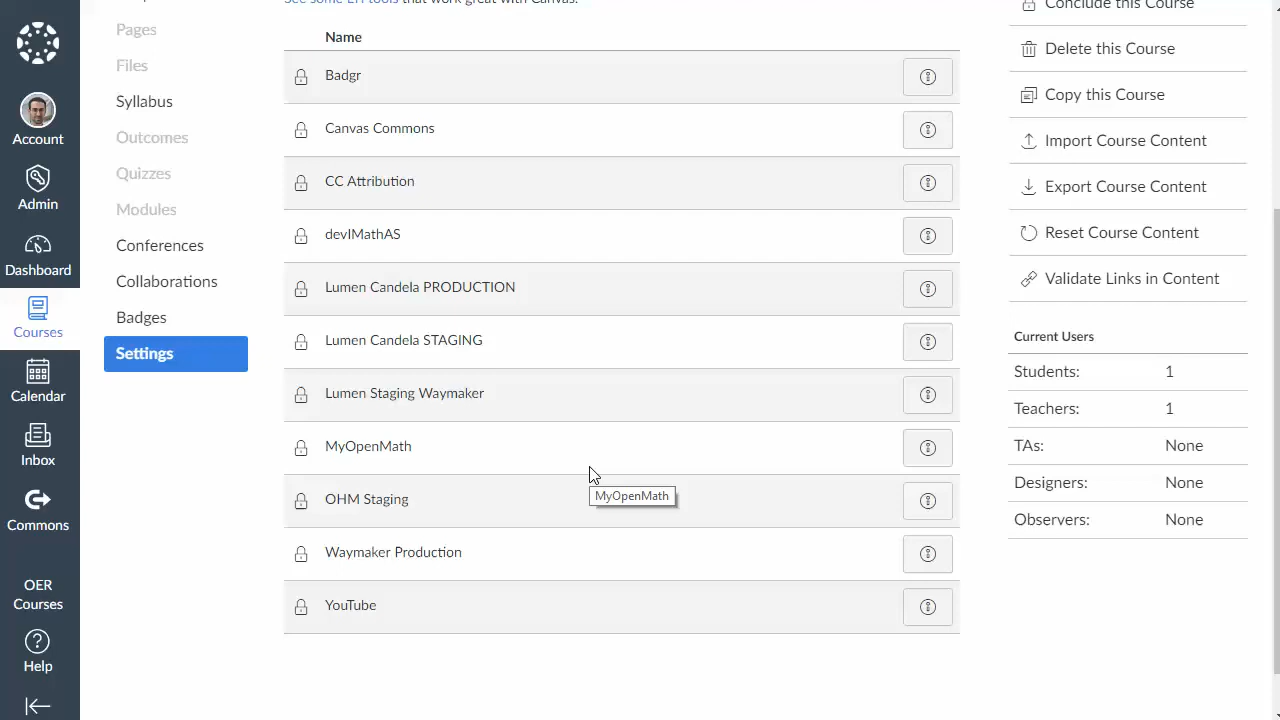 See some LTI tools that work great with Canvas.
Name
Badgr
Canvas Commons
CC Attribution
devIMathAS
Lumen Candela PRODUCTION
Lumen Candela STAGING
Lumen Staging Waymaker
MyOpenMath
MyOpenMath
OHM Staging
Waymaker Production
YouTube
Account
Admin
Dashboard
Courses
Calendar
Inbox
Commons
OER
Courses
Help
Pages
Files
Syllabus
Outcomes
Quizzes
Modules
Conferences
Collaborations
Badges
Settings
Conclude this Course
Delete this Course
Copy this Course
Import Course Content
Export Course Content
Reset Course Content
Validate Links in Content
Current Users
Students: 1
Teachers: 1
TAs: None
Designers: None
Observers: None